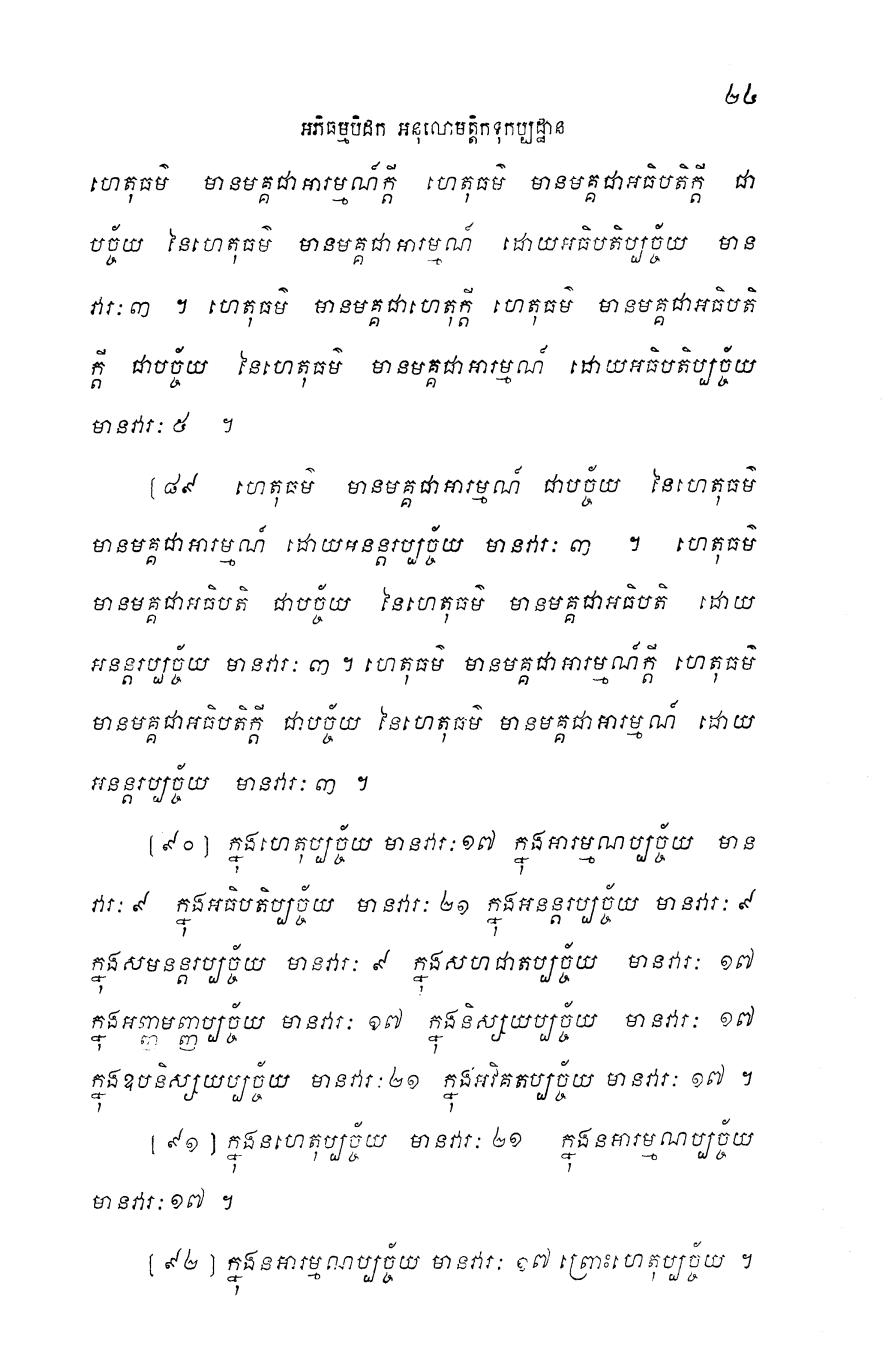 ២៤
អភិធម្មបិដក អនុលោមត្តិកទុកប្បដ្ឋាន
ហេតុធម៌ មានមគ្គជាអារម្មណ៍ក្តី ហេតុធម៌ មានមគ្គជាអធិបតិក្តី ជា
បច្ច័យ នៃហេតុធម៌ មានមគ្គជាអារម្មណ៍ ដោយអធិបតិប្បច្ច័យ មាន
វារៈ ៣ ។ ហេតុធម៌ មានមគ្គជាហេតុក្តី ហេតុធម៌ មានមគ្គជាអធិបតិ
ក្តី ជាបច្ច័យ នៃហេតុធម៌ មានមគ្គជាអារម្មណ៍ ដោយអធិបតិប្បច្ច័យ
មានវារៈ ៥ ។
[៨៩ ហេតុធម៌ មានមគ្គជាអារម្មណ៍ ជាបច្ច័យ នៃហេតុធម៌
មានមគ្គជាអារម្មណ៍ ដោយអនន្តរប្បច្ច័យ មានវារៈ ៣ ។ ហេតុធម៌
មានមគ្គជាអធិបតិ ជាបច្ច័យ នៃហេតុធម៌ មានមគ្គជាអធិបតិ ដោយ
អនន្តរប្បច្ច័យ មានវារៈ ៣ ។ ហេតុធម៌ មានមគ្គជាអារម្មណ៍ក្តី ហេតុធម៌
មានមគ្គជាអធិបតិក្តី ជាបច្ច័យ នៃហេតុធម៌ មានមគ្គជាអារម្មណ៍ ដោយ
អនន្តរប្បច្ច័យ មានវារៈ ៣ ។
[៩០] ក្នុងហេតុប្បច្ច័យ មានវារៈ ១៧ ក្នុងអារម្មណប្បច្ច័យ មាន
វារៈ ៩ ក្នុងអធិបតិប្បច្ច័យ មានវារៈ ២១ ក្នុងអនន្តរប្បច្ច័យ មានវារៈ ៩
ក្នុងសមនន្តរប្បច្ច័យ មានវារៈ ៩ ក្នុងសហជាតប្បច្ច័យ មានវារៈ ១៧
ក្នុងអញ្ញមញ្ញប្បច្ច័យ មានវារៈ ១៧ ក្នុងនិស្សយប្បច្ច័យ មានវារៈ ១៧
ក្នុងឧបនិស្សយប្បច្ច័យ មានវារៈ ២១ ក្នុងអវិគតប្បច្ច័យ មានវារៈ ១៧ ។
[៩១] ក្នុងនហេតុប្បច្ច័យ មានវារៈ ២១ ក្នុងនអារម្មណប្បច្ច័យ
មានវារៈ ១៧ ។
[៩២] ក្នុងនអារម្មណប្បច្ច័យ មានវារៈ ១៧ ព្រោះហេតុប្បច្ច័យ ។